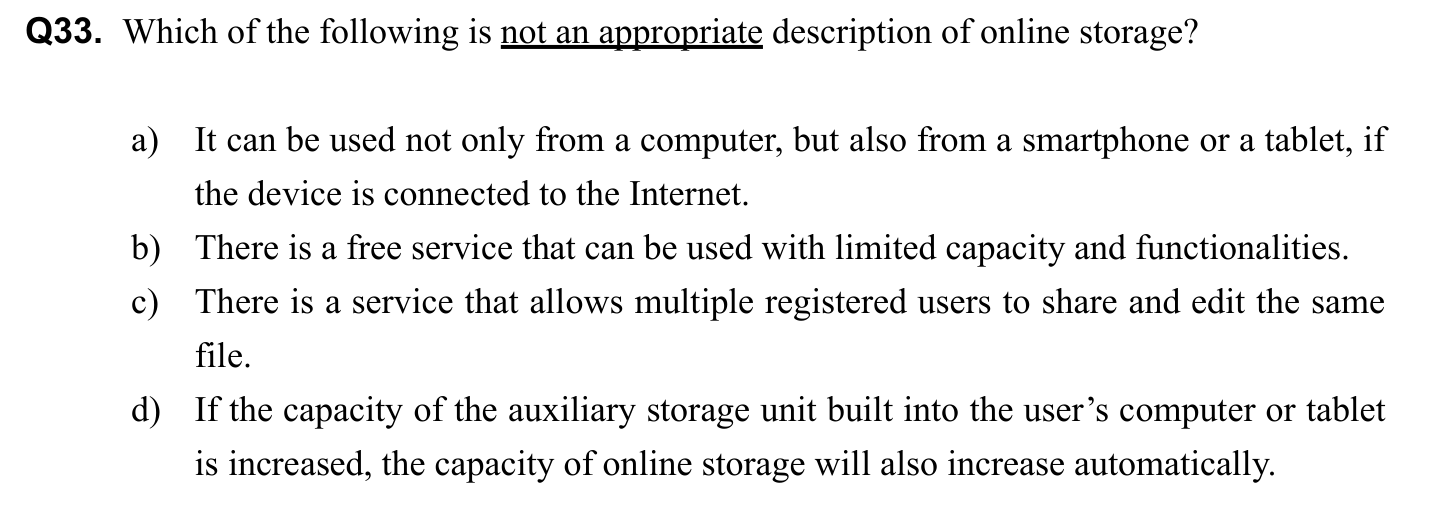 Q33. Which of the following is not an appropriate description of online storage?
a) It can be used not only from a computer, but also from a smartphone or a tablet, if
the device is connected to the Internet.
b) There is a free service that can be used with limited capacity and functionalities.
c) There is a service that allows multiple registered users to share and edit the same
file.
d) If the capacity of the auxiliary storage unit built into the user’s computer or tablet
is increased, the capacity of online storage will also increase automatically.